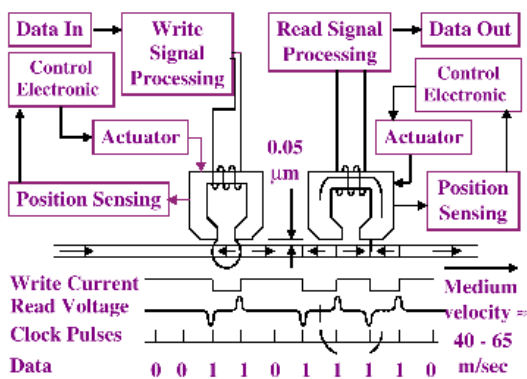 Data In
Write
Signal
Processing
Read Signal
Processing
Data Out
Control
Electronic
Control
Electronic
Actuator
0.05
μm
Actuator
Position Sensing
Position
Sensing
Write Current
Read Voltage
Clock Pulses
Data 0 0 1 1 0 1 1 1 1 0
Medium
velocity =
40 - 65
m/sec